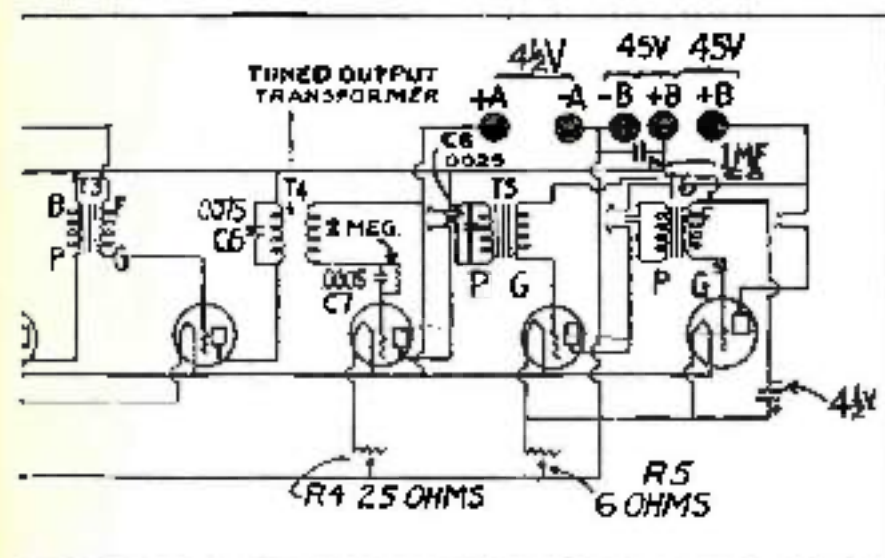 4½V
45V 45V
TUNED OUTPUT
TRANSFORMER
+A -A -B +B +B
C8
.0025
1MF
T3
T4
T5
T6
B F
.0075
C6
2 MEG.
P G
.0005
C7
P G
P G
4½V
R4 25 OHMS
R5
6 OHMS